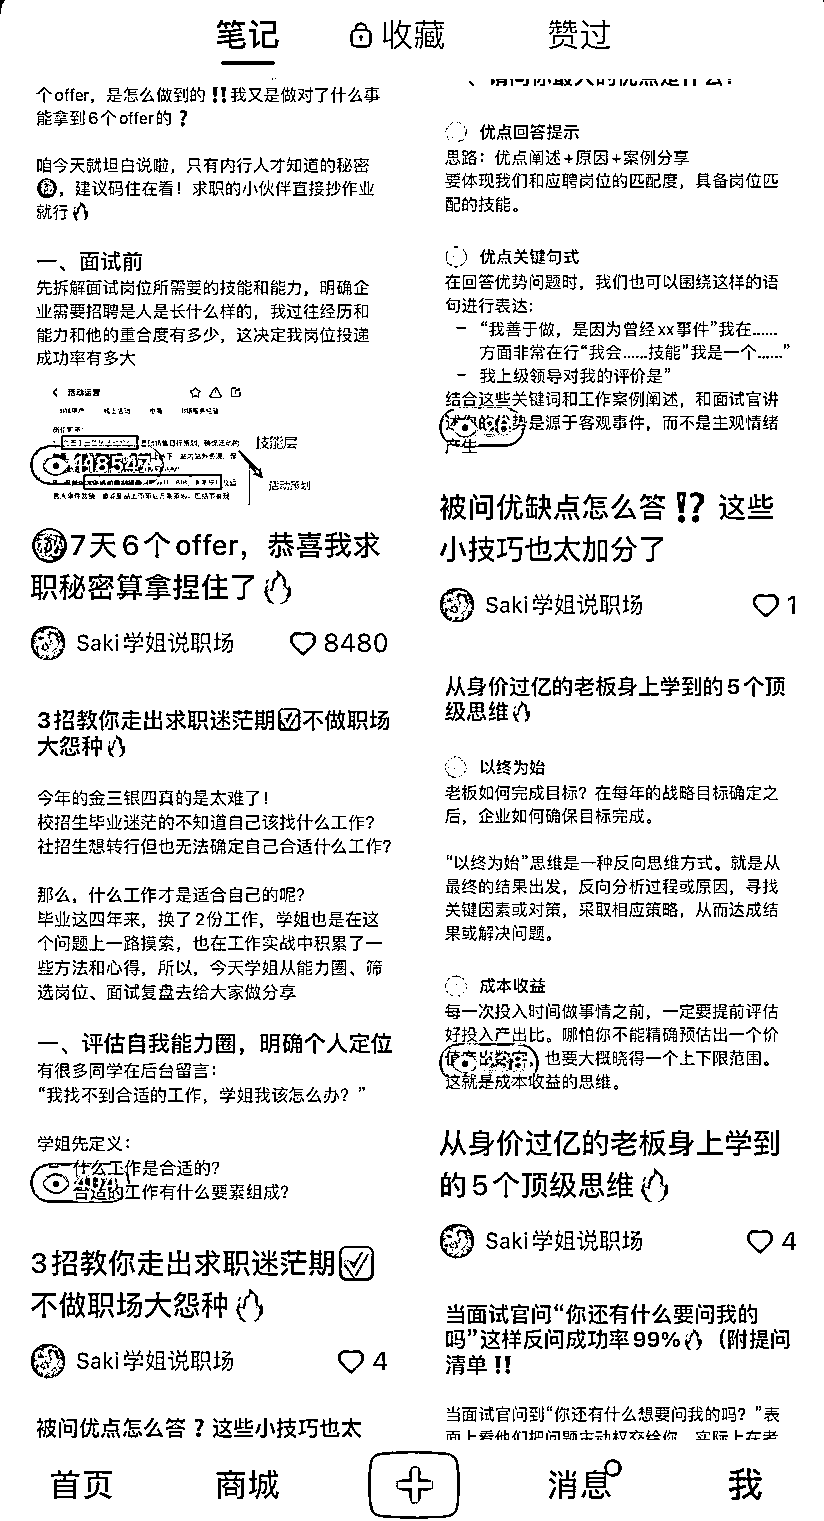 笔记
收藏
赞过
个offer，是怎么做到的‼️我又是做对了什么事
能拿到6个offer的❓
咱今天就坦白说啦，只有内行人才知道的秘密
㊙️，建议码住在看！求职的小伙伴直接抄作业
就行🔥
一、面试前
先拆解面试岗位所需要的技能和能力，明确企
业需要招聘是人是长什么样的，我过往经历和
能力和他的重合度有多少，这决定我岗位投递
成功率有多大
活动运营
技能层
活动策划
㊙️7天6个offer，恭喜我求
职秘密算拿捏住了🔥
Saki学姐说职场
8480
3招教你走出求职迷茫期☑️不做职场
大怨种🔥
今年的金三银四真的是太难了！
校招生毕业迷茫的不知道自己该找什么工作？
社招生想转行但也无法确定自己合适什么工作？
那么，什么工作才是适合自己的呢？
毕业这四年来，换了2份工作，学姐也是在这
个问题上一路摸索，也在工作实战中积累了一
些方法和心得，所以，今天学姐从能力圈、筛
选岗位、面试复盘去给大家做分享
一、评估自我能力圈，明确个人定位
有很多同学在后台留言：
“我找不到合适的工作，学姐我该怎么办？”
学姐先定义：
什么工作是合适的？
合适的工作有什么要素组成？
3招教你走出求职迷茫期☑️
不做职场大怨种🔥
Saki学姐说职场
4
被问优点怎么答❓这些小技巧也太
、请问你最大的优点是什么？
优点回答提示
思路：优点阐述+原因+案例分享
要体现我们和应聘岗位的匹配度，具备岗位匹
配的技能。
优点关键句式
在回答优势问题时，我们也可以围绕这样的语
句进行表达：
– “我善于做，是因为曾经xx事件”我在......
方面非常在行“我会......技能”我是一个......”
– 我上级领导对我的评价是”
结合这些关键词和工作案例阐述，和面试官讲
势是源于客观事件，而不是主观情绪
产生
被问优缺点怎么答⁉️这些
小技巧也太加分了
Saki学姐说职场
1
从身价过亿的老板身上学到的5个顶
级思维🔥
以终为始
老板如何完成目标？在每年的战略目标确定之
后，企业如何确保目标完成。
“以终为始”思维是一种反向思维方式。就是从
最终的结果出发，反向分析过程或原因，寻找
关键因素或对策，采取相应策略，从而达成结
果或解决问题。
成本收益
每一次投入时间做事情之前，一定要提前评估
好投入产出比。哪怕你不能精确预估出一个价
，也要大概晓得一个上下限范围。
这就是成本收益的思维。
从身价过亿的老板身上学到
的5个顶级思维🔥
Saki学姐说职场
4
当面试官问“你还有什么要问我的
吗”这样反问成功率99%🔥（附提问
清单‼️
当面试官问到“你还有什么想要问我的吗？”表
面上看他们把问题主动权交给你，实际上在考
首页
商城
消息
我